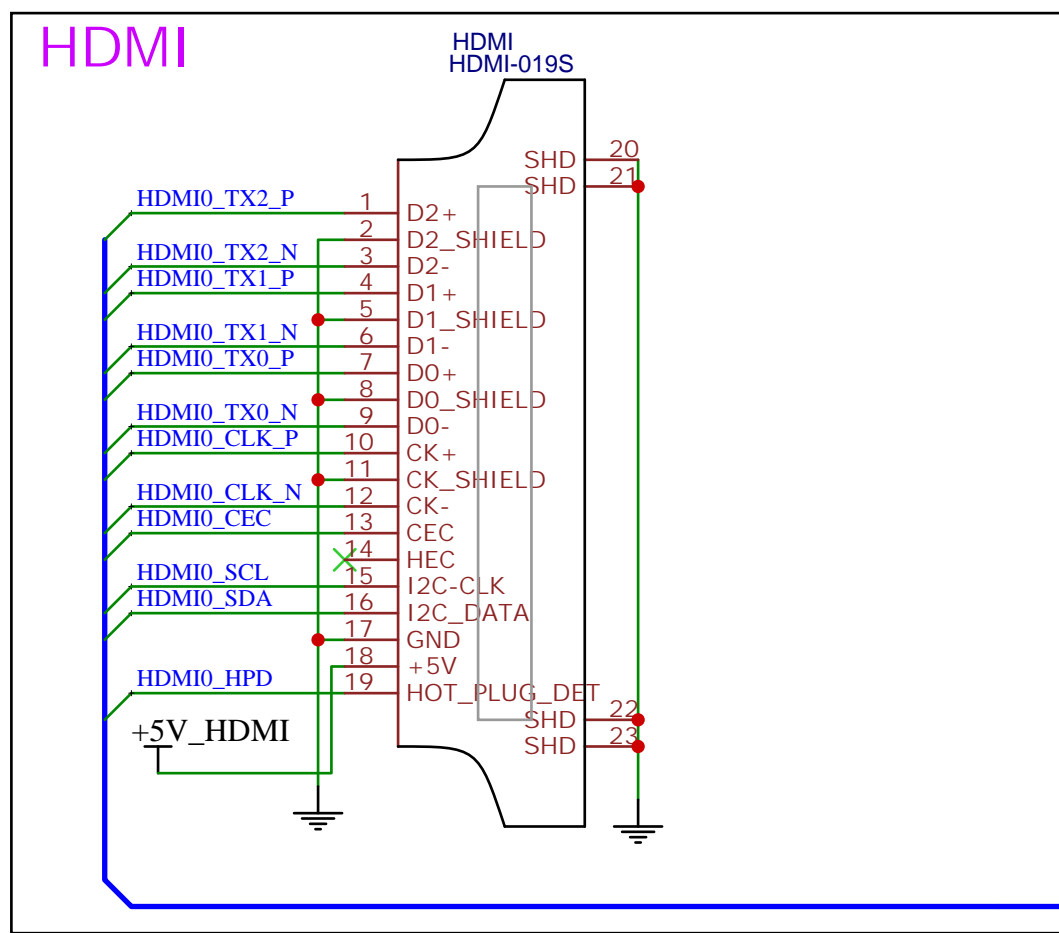 HDMI
HDMI
HDMI-019S
SHD 20
SHD 21
HDMI0_TX2_P 1 D2+
2 D2_SHIELD
HDMI0_TX2_N 3 D2-
HDMI0_TX1_P 4 D1+
5 D1_SHIELD
HDMI0_TX1_N 6 D1-
HDMI0_TX0_P 7 D0+
8 D0_SHIELD
HDMI0_TX0_N 9 D0-
HDMI0_CLK_P 10 CK+
11 CK_SHIELD
HDMI0_CLK_N 12 CK-
HDMI0_CEC 13 CEC
14 HEC
HDMI0_SCL 15 I2C-CLK
HDMI0_SDA 16 I2C_DATA
17 GND
18 +5V
HDMI0_HPD 19 HOT_PLUG_DET
SHD 22
+5V_HDMI
SHD 23